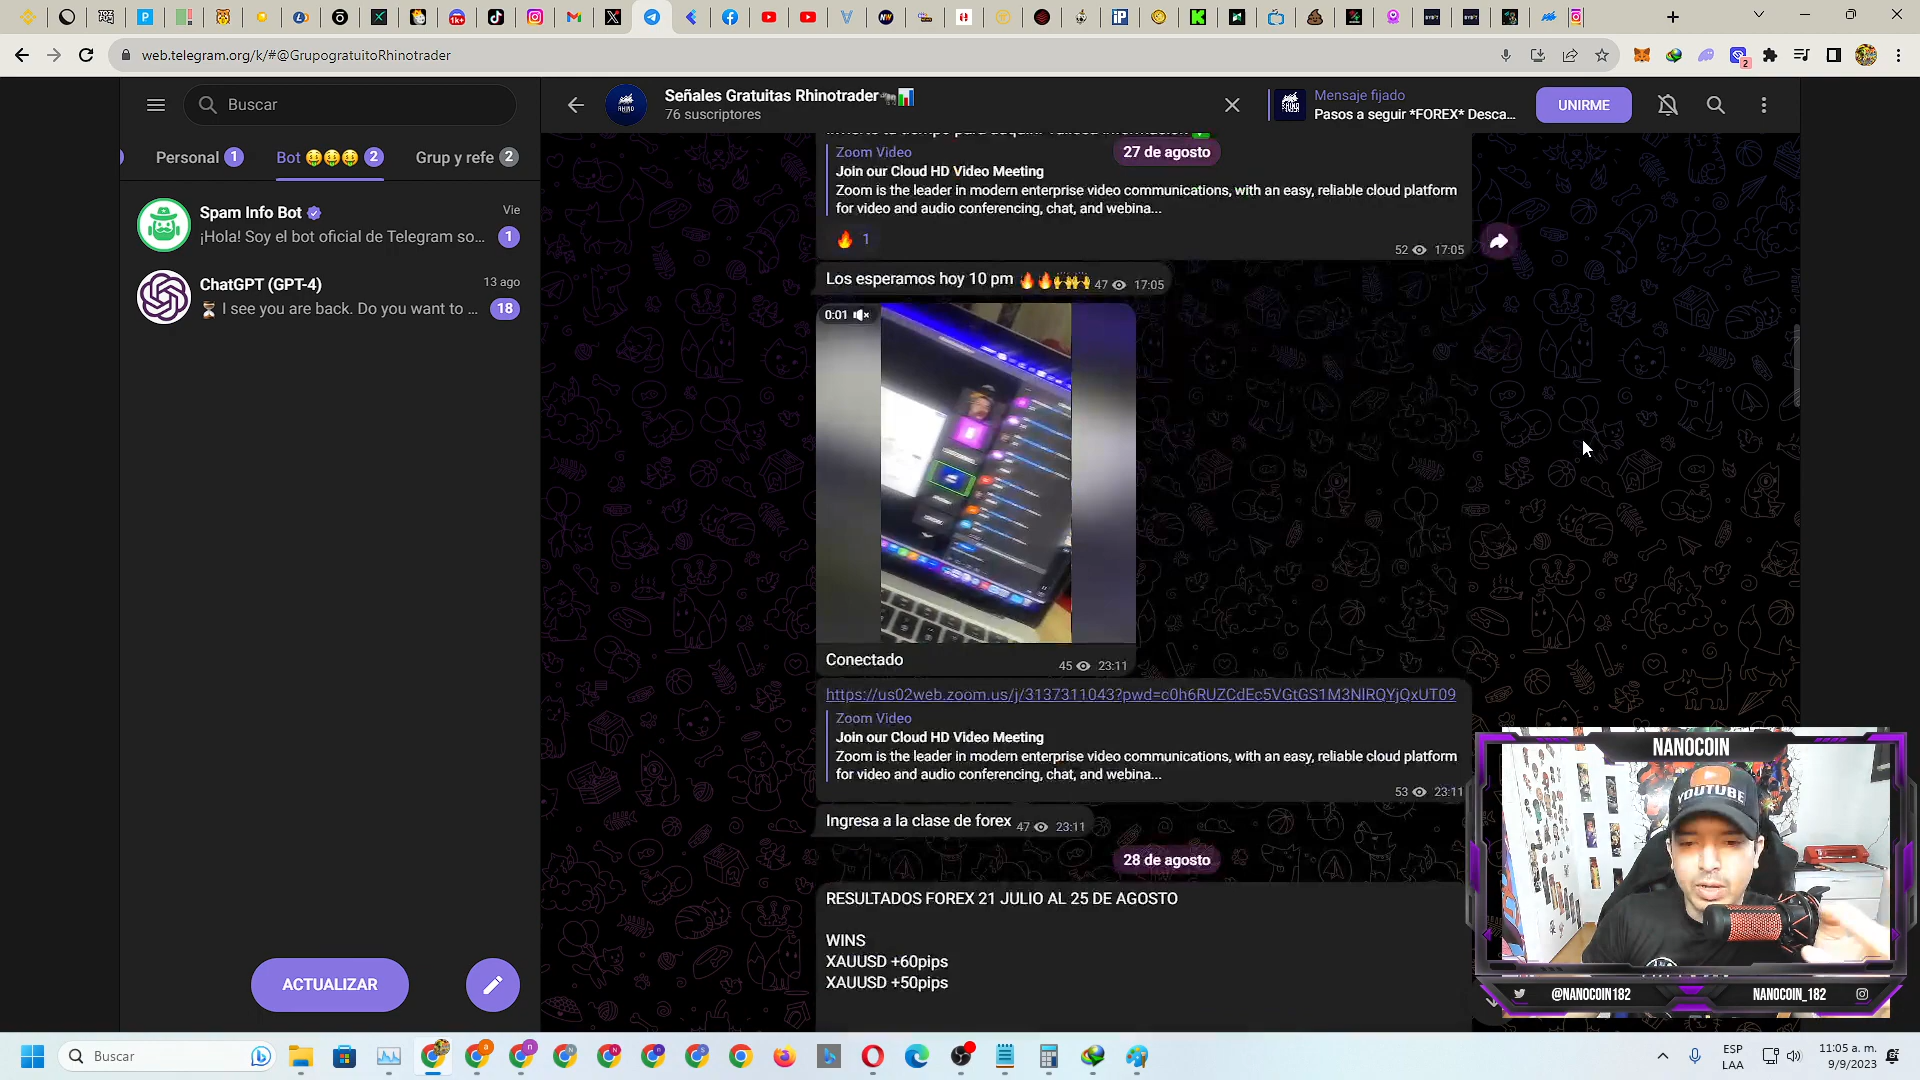 web.telegram.org/k/#@GrupogratuitoRhinotrader
2
Buscar
Señales Gratuitas Rhinotrader
76 suscriptores
Mensaje fijado
Pasos a seguir *FOREX* Desca...
UNIRME
Personal 1
Bot 2
Grup y refe 2
Spam Info Bot
Vie
¡Hola! Soy el bot oficial de Telegram so...
1
ChatGPT (GPT-4)
13 ago
I see you are back. Do you want to ...
18
ACTUALIZAR
27 de agosto
Zoom Video
Join our Cloud HD Video Meeting
Zoom is the leader in modern enterprise video communications, with an easy, reliable cloud platform
for video and audio conferencing, chat, and webina...
🔥 1
52 17:05
Los esperamos hoy 10 pm 🔥🔥🙌🙌 47 17:05
0:01
Conectado
45 23:11
https://us02web.zoom.us/j/3137311043?pwd=c0h6RUZCdEc5VGtGS1M3NlRQYjQxUT09
Zoom Video
Join our Cloud HD Video Meeting
Zoom is the leader in modern enterprise video communications, with an easy, reliable cloud platform
for video and audio conferencing, chat, and webina...
53 23:11
Ingresa a la clase de forex 47 23:11
28 de agosto
RESULTADOS FOREX 21 JULIO AL 25 DE AGOSTO
WINS
XAUUSD +60pips
XAUUSD +50pips
NANOCOIN
YOUTUBE
@NANOCOIN182
NANOCOIN_182
Buscar
ESP
LAA
11:05 a. m.
9/9/2023